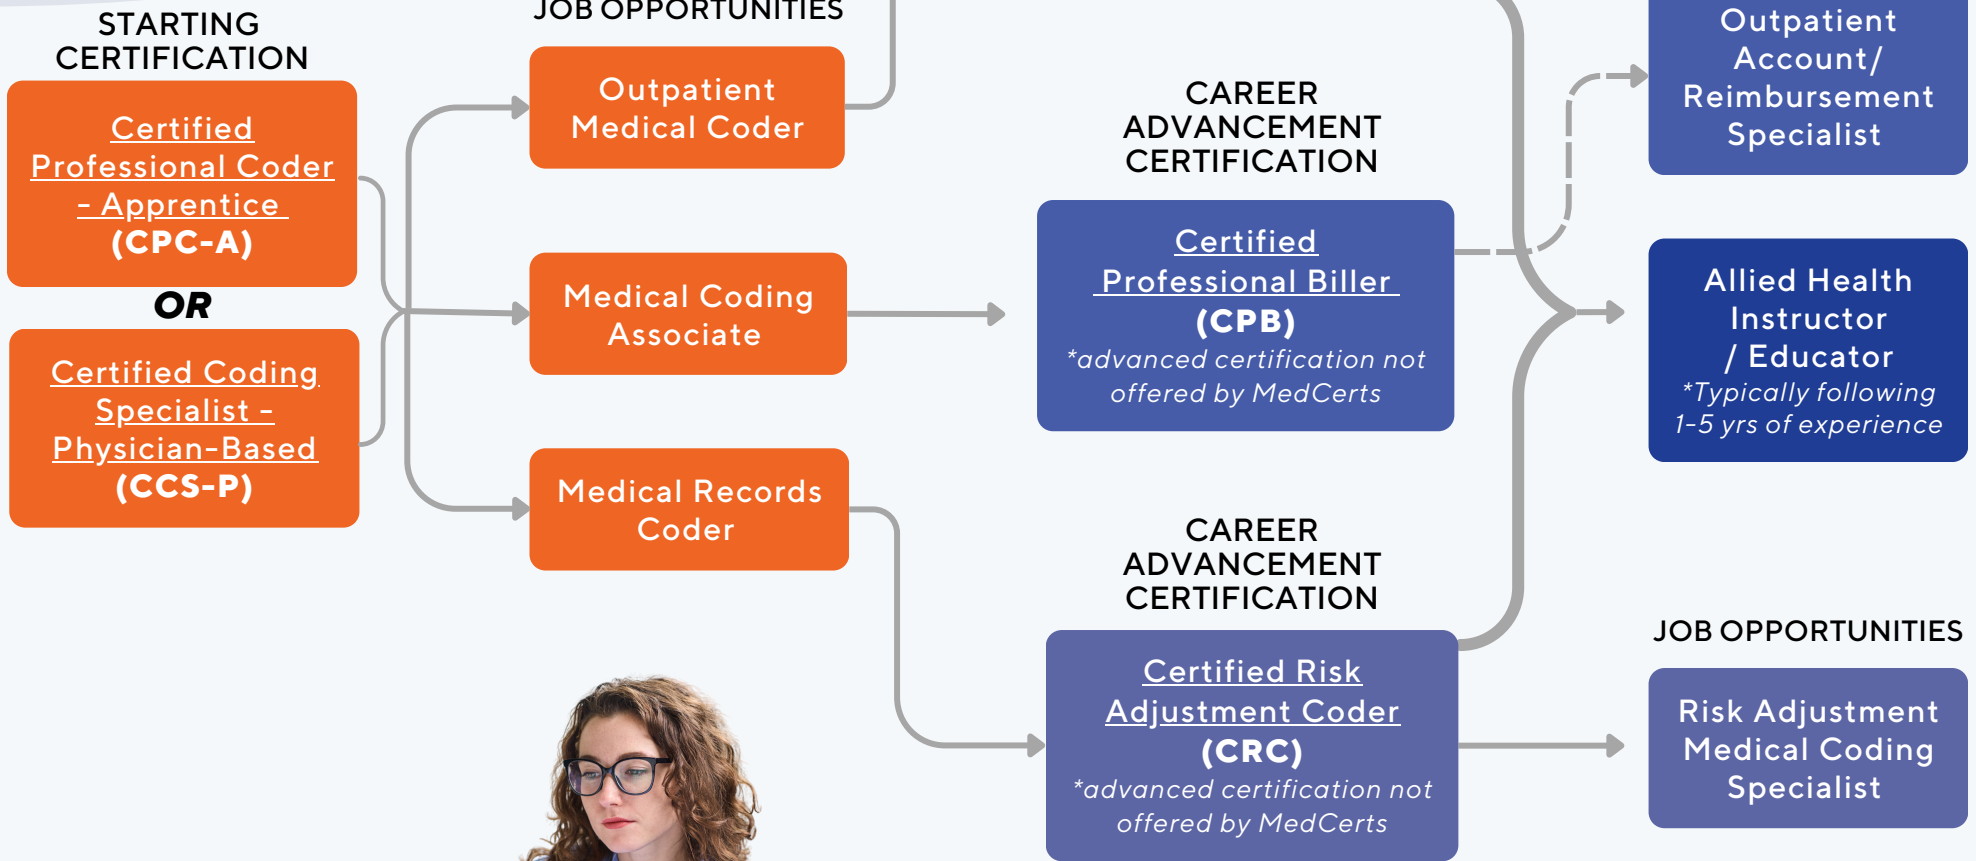 STARTING
CERTIFICATION
Certified
Professional Coder
- Apprentice
(CPC-A)
OR
Certified Coding
Specialist -
Physician-Based
(CCS-P)
JOB OPPORTUNITIES
Outpatient
Medical Coder
Medical Coding
Associate
Medical Records
Coder
CAREER
ADVANCEMENT
CERTIFICATION
Certified
Professional Biller
(CPB)
*advanced certification not
offered by MedCerts
CAREER
ADVANCEMENT
CERTIFICATION
Certified Risk
Adjustment Coder
(CRC)
*advanced certification not
offered by MedCerts
Outpatient
Account/
Reimbursement
Specialist
Allied Health
Instructor
/ Educator
*Typically following
1-5 yrs of experience
JOB OPPORTUNITIES
Risk Adjustment
Medical Coding
Specialist